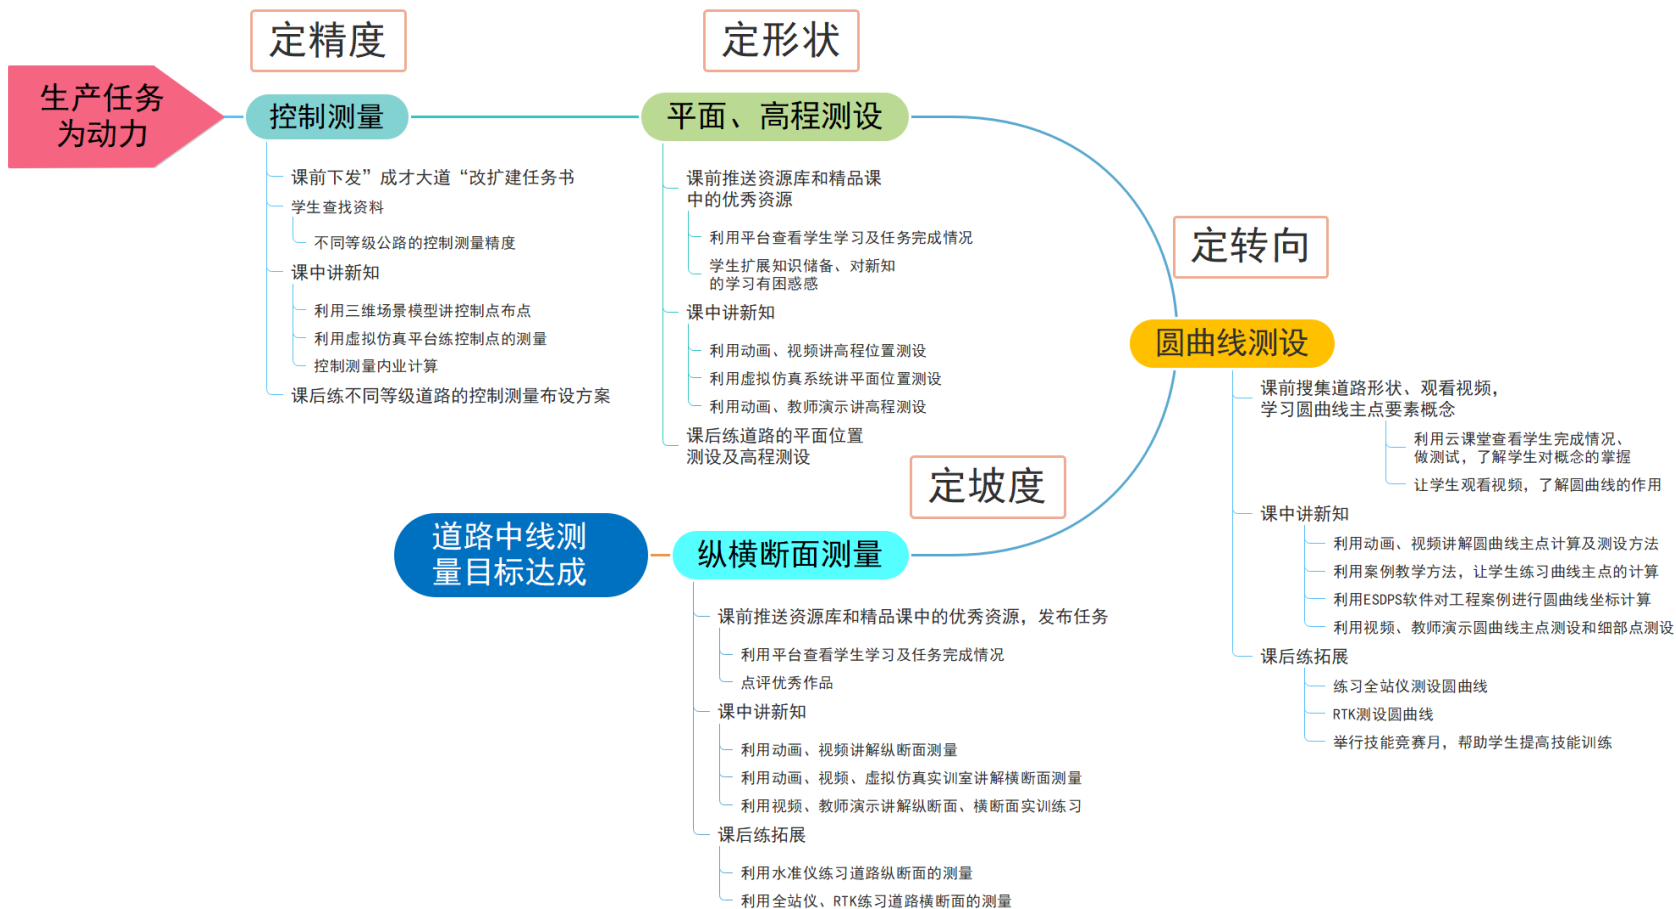 生产任务
为动力
定精度
控制测量
课前下发”成才大道“改扩建任务书
学生查找资料
不同等级公路的控制测量精度
课中讲新知
利用三维场景模型讲控制点布点
利用虚拟仿真平台练控制点的测量
控制测量内业计算
课后练不同等级道路的控制测量布设方案
定形状
平面、高程测设
课前推送资源库和精品课
中的优秀资源
利用平台查看学生学习及任务完成情况
学生扩展知识储备、对新知
的学习有困惑感
课中讲新知
利用动画、视频讲高程位置测设
利用虚拟仿真系统讲平面位置测设
利用动画、教师演示讲高程测设
课后练道路的平面位置
测设及高程测设
定转向
圆曲线测设
课前搜集道路形状、观看视频，
学习圆曲线主点要素概念
利用云课堂查看学生完成情况、
做测试，了解学生对概念的掌握
让学生观看视频，了解圆曲线的作用
课中讲新知
利用动画、视频讲解圆曲线主点计算及测设方法
利用案例教学方法，让学生练习曲线主点的计算
利用ESDPS软件对工程案例进行圆曲线坐标计算
利用视频、教师演示圆曲线主点测设和细部点测设
课后练拓展
练习全站仪测设圆曲线
RTK测设圆曲线
举行技能竞赛月，帮助学生提高技能训练
定坡度
纵横断面测量
课前推送资源库和精品课中的优秀资源，发布任务
利用平台查看学生学习及任务完成情况
点评优秀作品
课中讲新知
利用动画、视频讲解纵断面测量
利用动画、视频、虚拟仿真实训室讲解横断面测量
利用视频、教师演示讲解纵断面、横断面实训练习
课后练拓展
利用水准仪练习道路纵断面的测量
利用全站仪、RTK练习道路横断面的测量
道路中线测
量目标达成